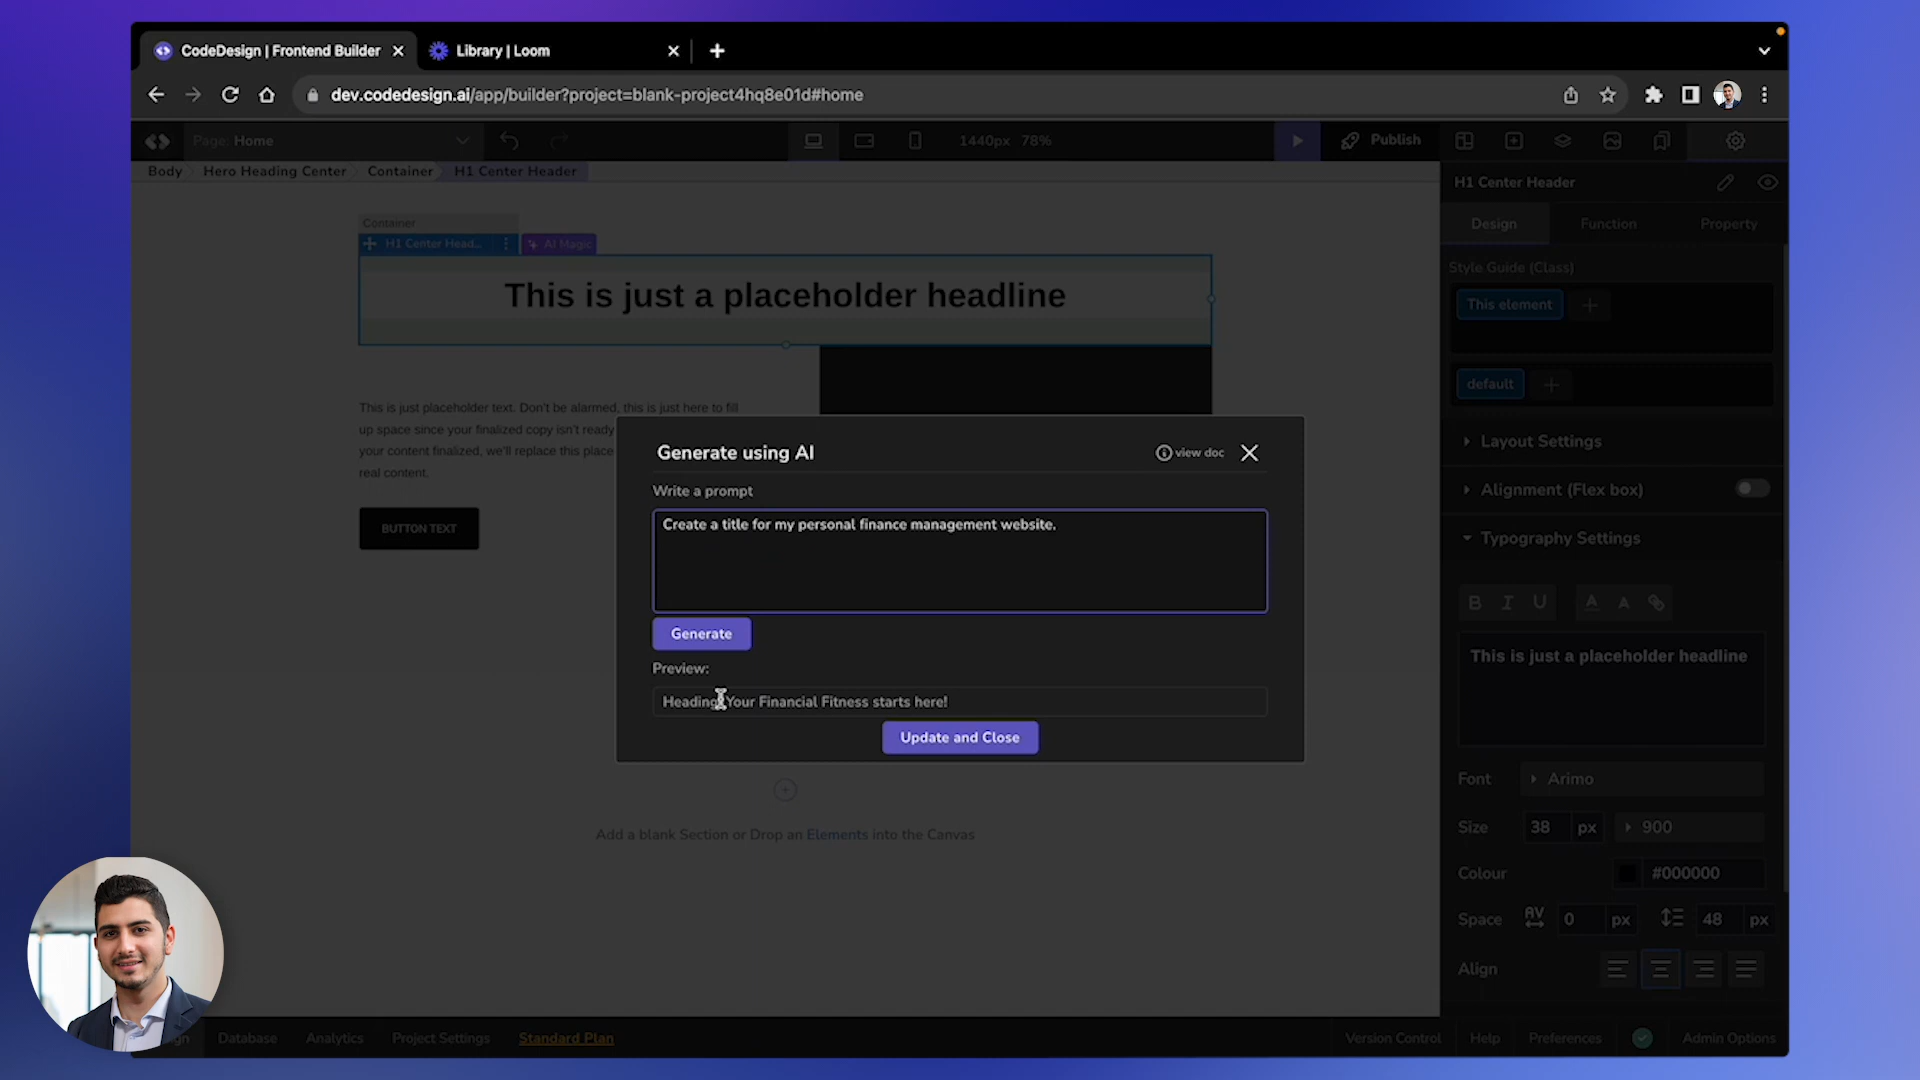 CodeDesign | Frontend Builder
Library | Loom
dev.codedesign.ai/app/builder?project=blank-project4hq8e01d#home
Page: Home
1440px 78%
Publish
Body
Hero Heading Center
Container
H1 Center Header
H1 Center Header
Design
Function
Property
Container
H1 Center Head...
AI Magic
This is just a placeholder headline
Style Guide (Class)
This element
default
This is just placeholder text. Don't be alarmed, this is just here to fill
up space since your finalized copy isn't ready
your content finalized, we'll replace this place
real content.
BUTTON TEXT
Generate using AI
view doc
Write a prompt
Create a title for my personal finance management website.
Generate
Preview:
Heading: Your Financial Fitness starts here!
Update and Close
Add a blank Section or Drop an Elements into the Canvas
Layout Settings
Alignment (Flex box)
Typography Settings
B I U A A
This is just a placeholder headline
Font
Arimo
Size
38 px
900
Colour
#000000
Space
AV
0 px
48 px
Align
Database
Analytics
Project Settings
Standard Plan
Version Control
Help
Preferences
Admin Options